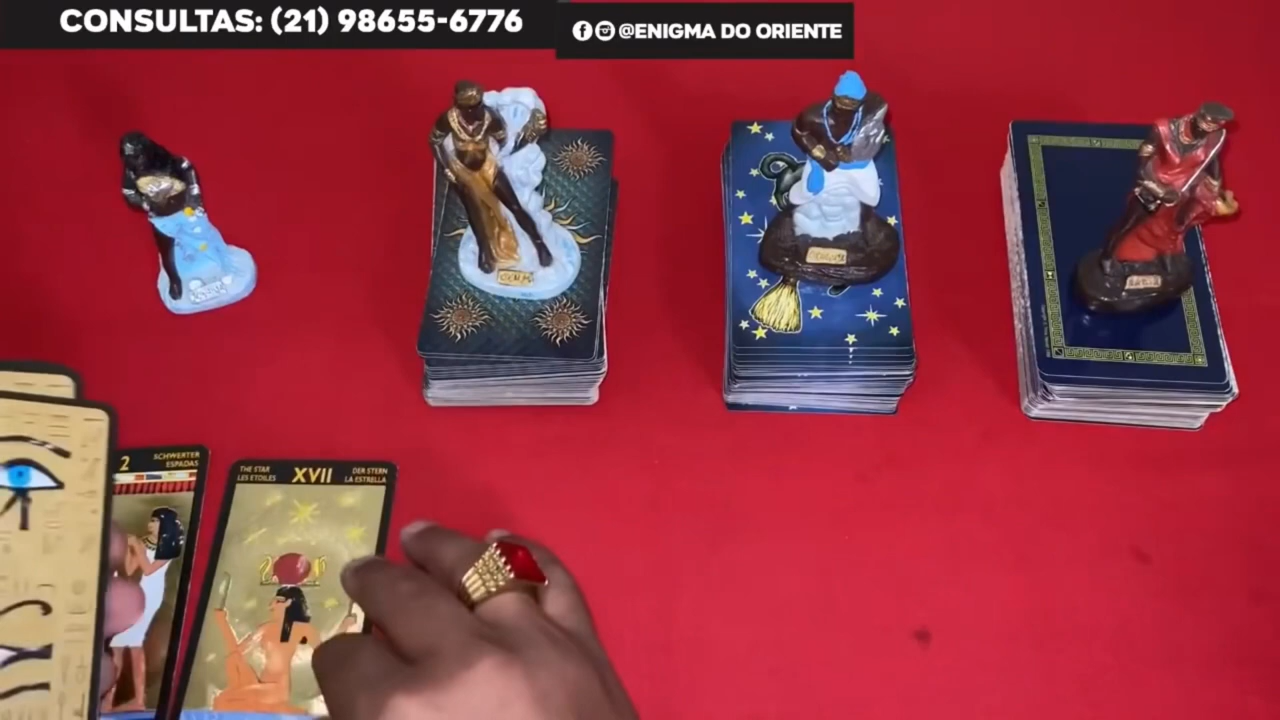 CONSULTAS: (21) 98655-6776
@ENIGMA DO ORIENTE
2
SCHWERTER
ESPADAS
THE STAR
LES ETOILES
XVII
DER STERN
LA ESTRELLA